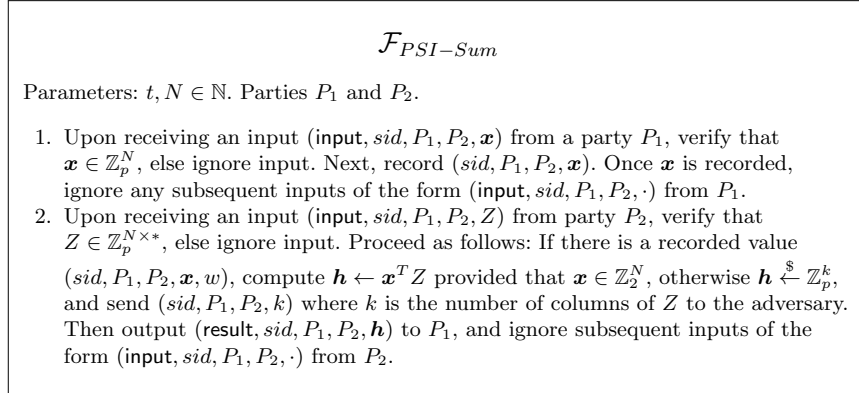 𝓕_{PSI−Sum}
Parameters: t, N ∈ ℕ. Parties P₁ and P₂.
1. Upon receiving an input (input, sid, P₁, P₂, 𝒙) from a party P₁, verify that
𝒙 ∈ ℤ_p^N, else ignore input. Next, record (sid, P₁, P₂, 𝒙). Once 𝒙 is recorded,
ignore any subsequent inputs of the form (input, sid, P₁, P₂, ·) from P₁.
2. Upon receiving an input (input, sid, P₁, P₂, Z) from party P₂, verify that
Z ∈ ℤ_p^{N×*}, else ignore input. Proceed as follows: If there is a recorded value
(sid, P₁, P₂, 𝒙, w), compute 𝒉 ← 𝒙^T Z provided that 𝒙 ∈ ℤ_2^N, otherwise 𝒉 ←$ ℤ_p^k,
and send (sid, P₁, P₂, k) where k is the number of columns of Z to the adversary.
Then output (result, sid, P₁, P₂, 𝒉) to P₁, and ignore subsequent inputs of the
form (input, sid, P₁, P₂, ·) from P₂.